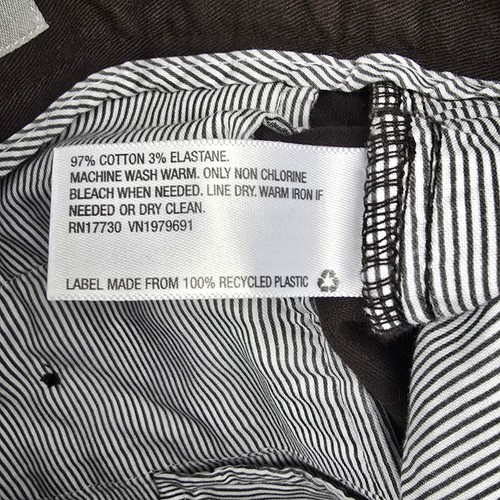 97% COTTON 3% ELASTANE.
MACHINE WASH WARM. ONLY NON CHLORINE
BLEACH WHEN NEEDED. LINE DRY. WARM IRON IF
NEEDED OR DRY CLEAN.
RN17730 VN1979691
LABEL MADE FROM 100% RECYCLED PLASTIC